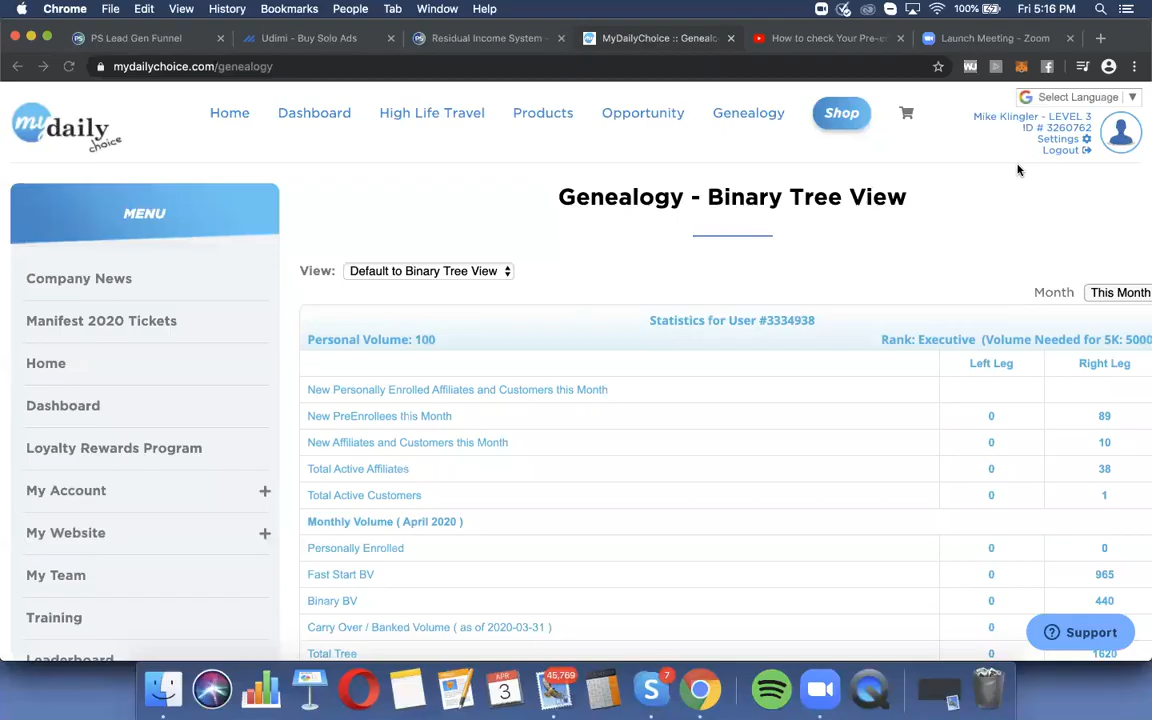 Chrome File Edit View History Bookmarks People Tab Window Help 100% Fri 5:16 PM
PS Lead Gen Funnel Udimi - Buy Solo Ads Residual Income System - MyDailyChoice :: Genealo How to check Your Pre-e Launch Meeting - Zoom
mydailychoice.com/genealogy
my daily choice
Home Dashboard High Life Travel Products Opportunity Genealogy Shop
Select Language
Mike Klingler - LEVEL 3
ID # 3260762
Settings
Logout
MENU
Company News
Manifest 2020 Tickets
Home
Dashboard
Loyalty Rewards Program
My Account +
My Website +
My Team
Training
Leaderboard
Genealogy - Binary Tree View
View: Default to Binary Tree View
Month This Month
Statistics for User #3334938
Personal Volume: 100 Rank: Executive (Volume Needed for 5K: 5000
Left Leg Right Leg
New Personally Enrolled Affiliates and Customers this Month
New PreEnrollees this Month 0 89
New Affiliates and Customers this Month 0 10
Total Active Affiliates 0 38
Total Active Customers 0 1
Monthly Volume ( April 2020 )
Personally Enrolled 0 0
Fast Start BV 0 965
Binary BV 0 440
Carry Over / Banked Volume ( as of 2020-03-31 ) 0
Total Tree 0 1620
Support
APR
3
45,769
7